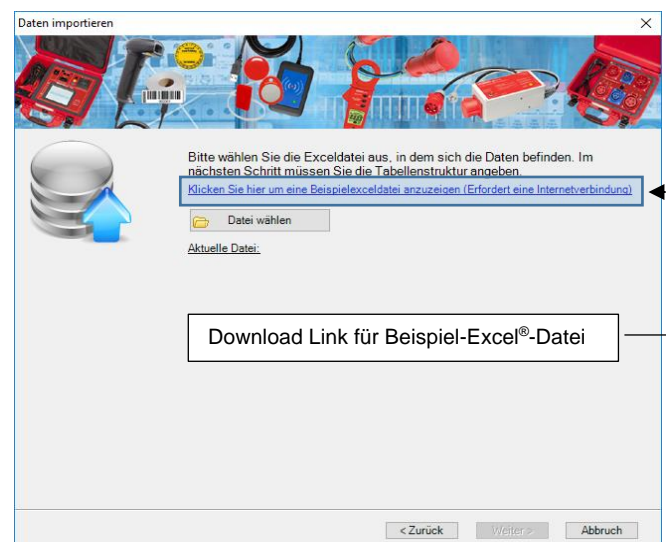 Daten importieren
Bitte wählen Sie die Exceldatei aus, in dem sich die Daten befinden. Im
nächsten Schritt müssen Sie die Tabellenstruktur angeben.
Klicken Sie hier um eine Beispielexceldatei anzuzeigen (Erfordert eine Internetverbindung)
Datei wählen
Aktuelle Datei:
Download Link für Beispiel-Excel®-Datei
< Zurück
Weiter >
Abbruch